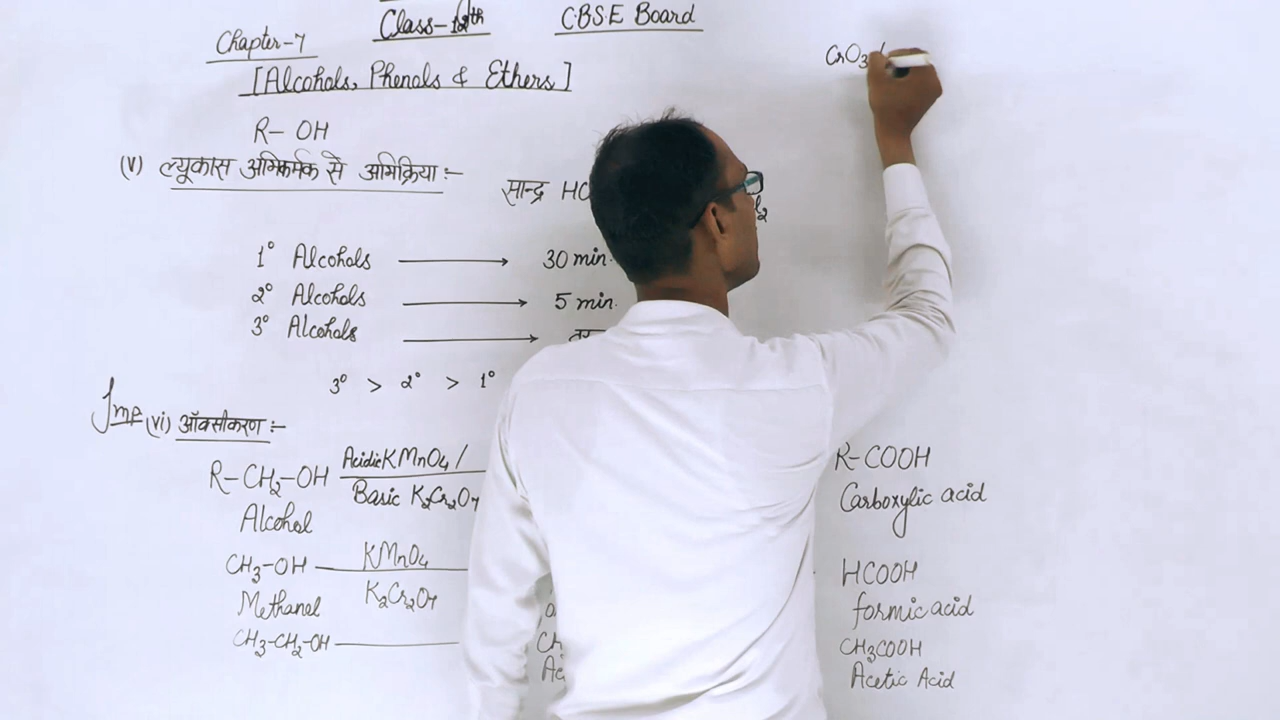 Chapter-7
Class-12th
CBSE Board
[Alcohols, Phenols & Ethers]
R- OH
(v) ल्यूकास अभिकर्मक से अभिक्रिया :-
सान्द्र HC
1° Alcohols → 30 min.
2° Alcohols → 5 min.
3° Alcohols →
3° > 2° > 1°
Imp (vi) ऑक्सीकरण :-
R-CH2-OH Acidic KMnO4 /
Basic K2Cr2O7
Alcohol
CH3-OH KMnO4
K2Cr2O7
Methanol
CH3-CH2-OH
CrO3
R-COOH
Carboxylic acid
HCOOH
formic acid
CH3COOH
Acetic Acid